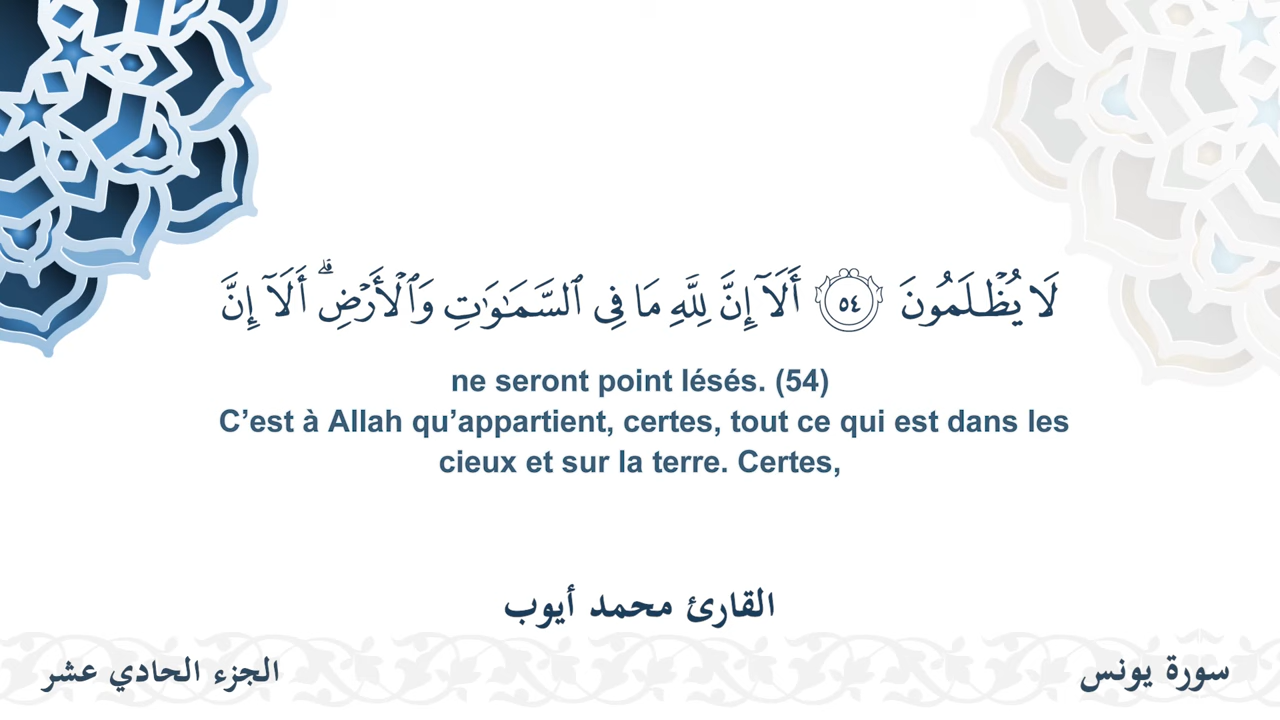 لَا يُظۡلَمُونَ ٥٤ أَلَآ إِنَّ لِلَّهِ مَا فِي ٱلسَّمَٰوَٰتِ وَٱلۡأَرۡضِۗ أَلَآ إِنَّ
ne seront point lésés. (54)
C’est à Allah qu’appartient, certes, tout ce qui est dans les
cieux et sur la terre. Certes,
القارئ محمد أيوب
سورة يونس
الجزء الحادي عشر